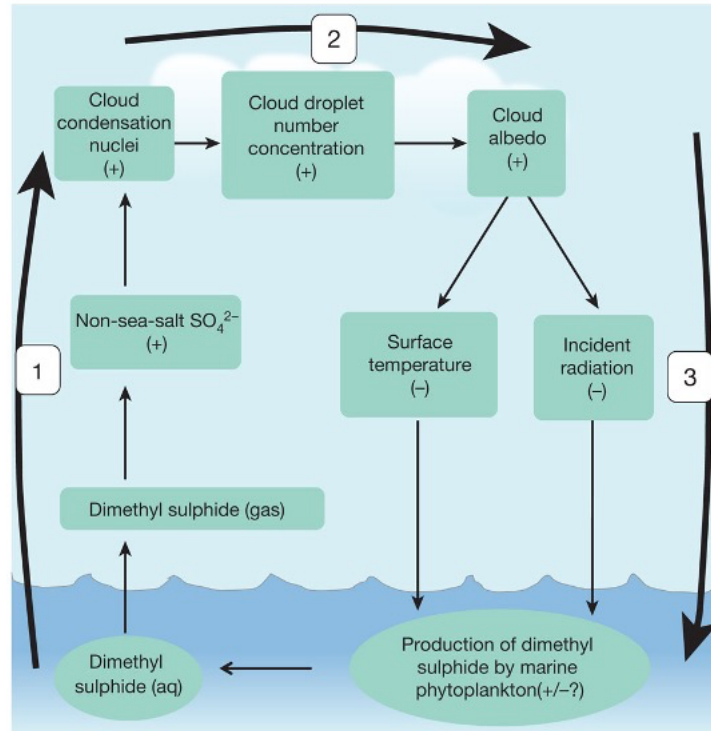 2
Cloud
condensation
nuclei
(+)
Cloud droplet
number
concentration
(+)
Cloud
albedo
(+)
Non-sea-salt SO₄²⁻
(+)
1
Surface
temperature
(–)
Incident
radiation
(–)
3
Dimethyl sulphide (gas)
Dimethyl
sulphide (aq)
Production of dimethyl
sulphide by marine
phytoplankton(+/–?)